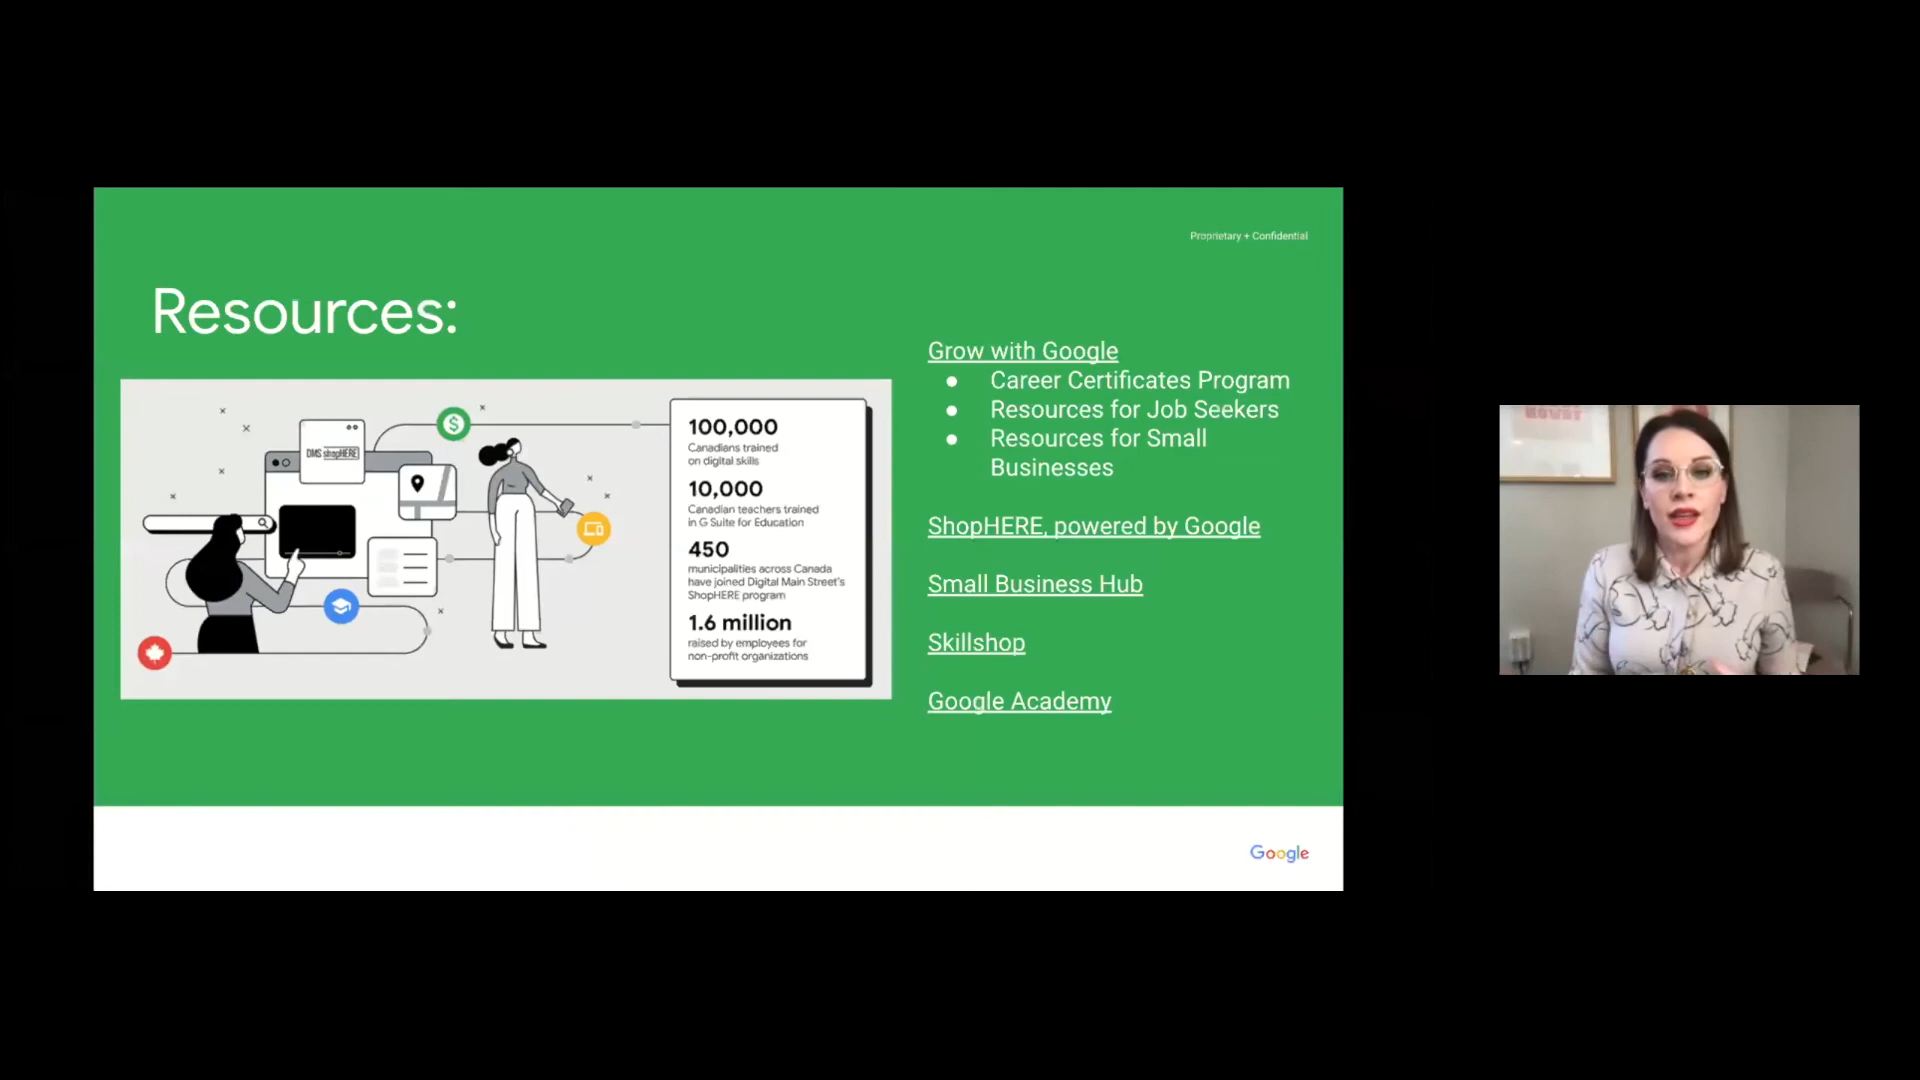 Proprietary + Confidential
Resources:
DMS shopHERE
100,000
Canadians trained
on digital skills
10,000
Canadian teachers trained
in G Suite for Education
450
municipalities across Canada
have joined Digital Main Street's
ShopHERE program
1.6 million
raised by employees for
non-profit organizations
Grow with Google
● Career Certificates Program
● Resources for Job Seekers
● Resources for Small
Businesses
ShopHERE, powered by Google
Small Business Hub
Skillshop
Google Academy
Google